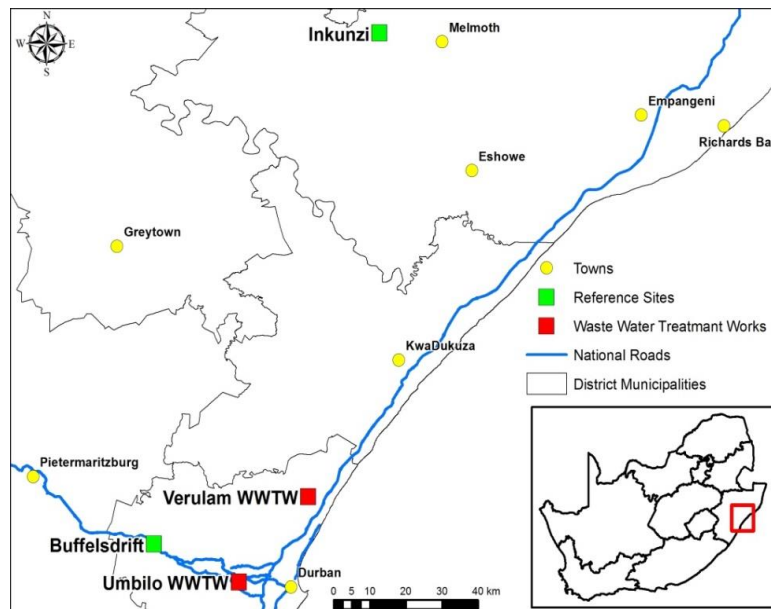 N
W E
S
Inkunzi
Melmoth
Empangeni
Richards Ba
Eshowe
Greytown
Towns
Reference Sites
Waste Water Treatmant Works
National Roads
District Municipalities
KwaDukuza
Pietermaritzburg
Verulam WWTW
Buffelsdrift
Umbilo WWTW
Durban
0 5 10 20 30 40 km